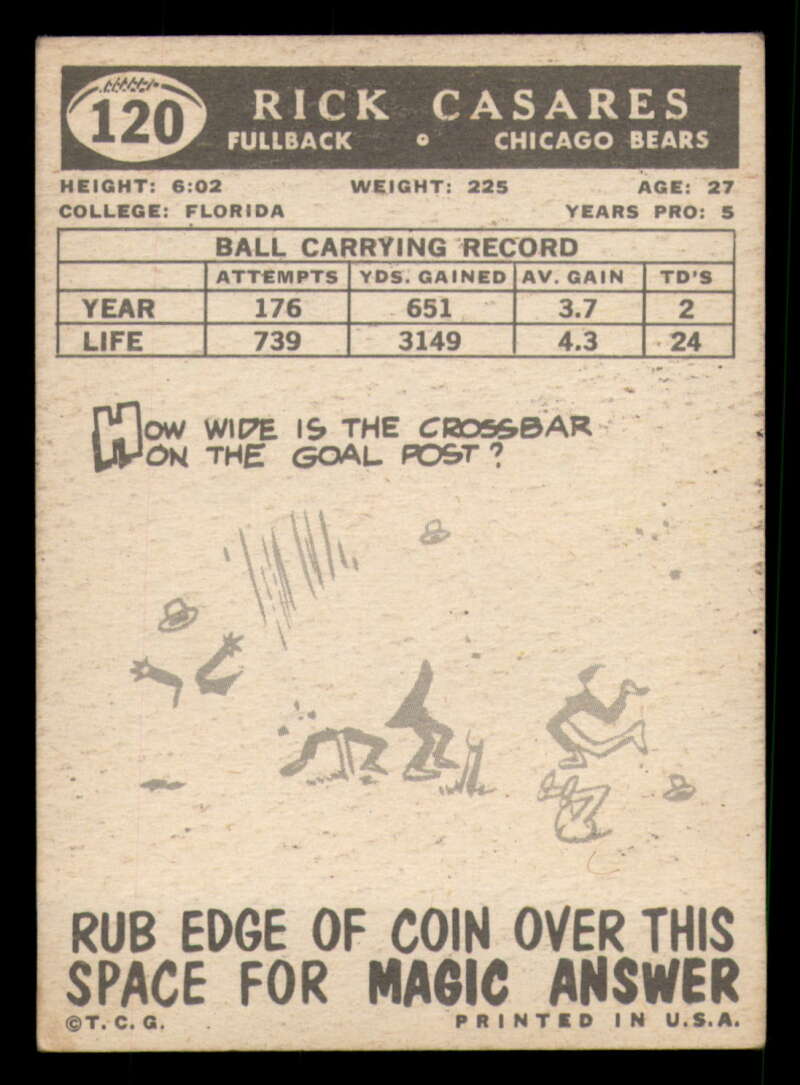 120
RICK CASARES
FULLBACK • CHICAGO BEARS
HEIGHT: 6:02 WEIGHT: 225 AGE: 27
COLLEGE: FLORIDA YEARS PRO: 5
BALL CARRYING RECORD
ATTEMPTS YDS. GAINED AV. GAIN TD'S
YEAR 176 651 3.7 2
LIFE 739 3149 4.3 24
HOW WIDE IS THE CROSSBAR
ON THE GOAL POST?
RUB EDGE OF COIN OVER THIS
SPACE FOR MAGIC ANSWER
©T.C.G. PRINTED IN U.S.A.